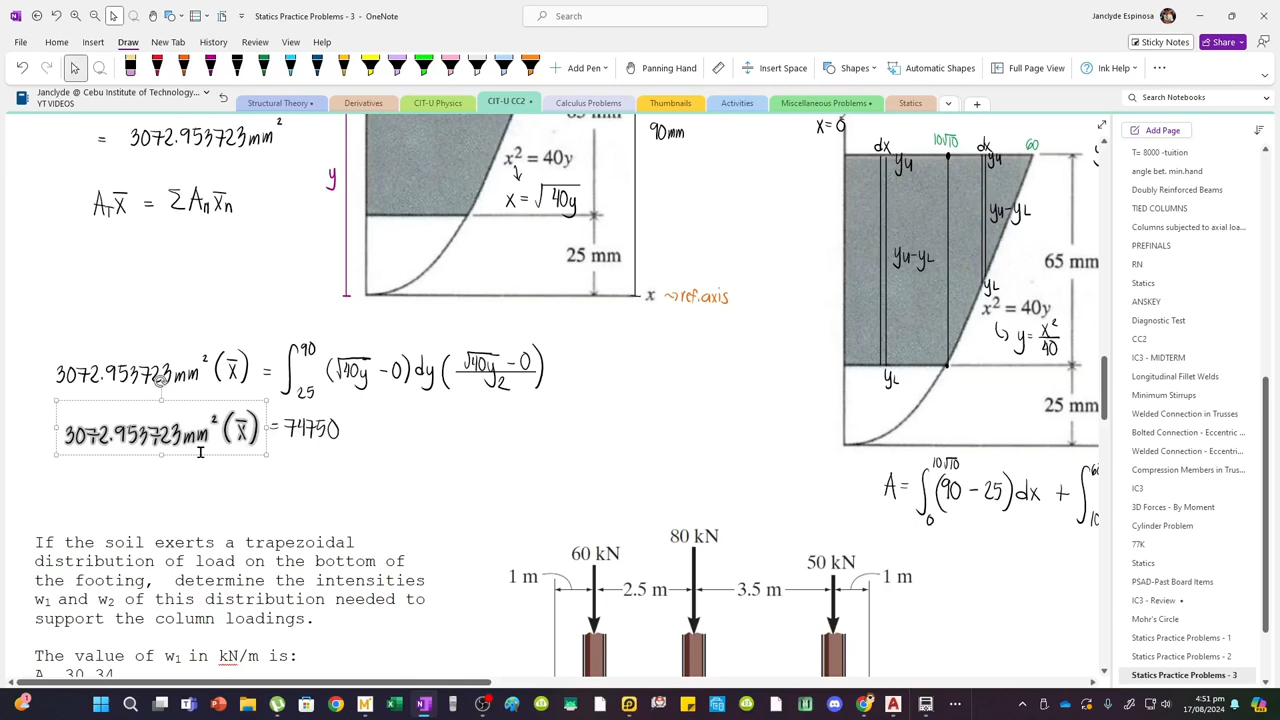 Statics Practice Problems - 3 - OneNote
Search
Janclyde Espinosa
File Home Insert Draw New Tab History Review View Help
Sticky Notes
Share
Add Pen
Panning Hand
Insert Space
Shapes
Automatic Shapes
Full Page View
Ink Help
Janclyde @ Cebu Institute of Technology...
YT VIDEOS
Structural Theory
Derivatives
CIT-U Physics
CIT-U CC2
Calculus Problems
Thumbnails
Activities
Miscellaneous Problems
Statics
Search Notebooks
Add Page
T= 8000 -tuition
angle bet. min.hand
Doubly Reinforced Beams
TIED COLUMNS
Columns subjected to axial loa...
PREFINALS
RN
Statics
ANSKEY
Diagnostic Test
CC2
IC3 - MIDTERM
Longitudinal Fillet Welds
Minimum Stirrups
Welded Connection in Trusses
Bolted Connection - Eccentric ...
Welded Connection - Eccentri...
Compression Members in Trus...
IC3
3D Forces - By Moment
Cylinder Problem
77K
Statics
PSAD-Past Board Items
IC3 - Review
Mohr's Circle
Statics Practice Problems - 1
Statics Practice Problems - 2
Statics Practice Problems - 3
= 3072.953723mm²
A_T x̄ = ΣAₙx̄ₙ
y
65 mm
90mm
x² = 40y
x = √40y
25 mm
x ~> ref.axis
x=0
dx
yu
10√10
dx
yu
60
yu-yL
yu-yL
65 mm
yL
x² = 40y
↳ y = x²/40
yL
25 mm
A = ∫₀^10√10 (90 - 25)dx + ∫
3072.953723mm² (x̄) = ∫₂₅^90 (√40y - 0)dy((√40y - 0)/2)
3072.953723mm² (x̄) = 74750
If the soil exerts a trapezoidal
distribution of load on the bottom of
the footing, determine the intensities
w₁ and w₂ of this distribution needed to
support the column loadings.
The value of w₁ in kN/m is:
A. 30.34
80 kN
60 kN
50 kN
1 m
2.5 m
3.5 m
1 m
4:51 pm
17/08/2024